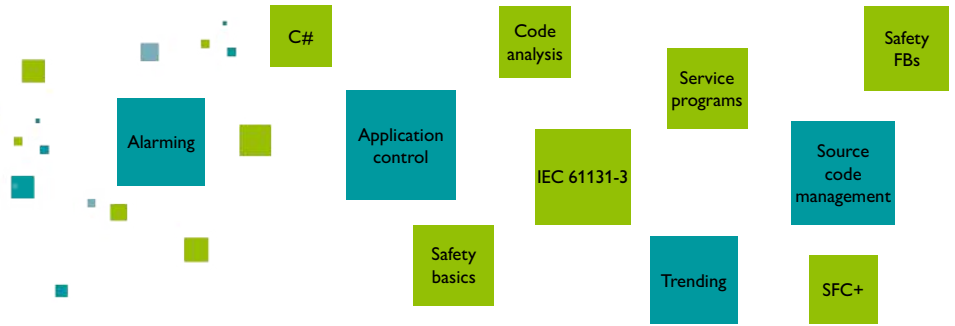 C#
Code
analysis
Safety
FBs
Service
programs
Alarming
Application
control
IEC 61131-3
Source
code
management
Safety
basics
Trending
SFC+